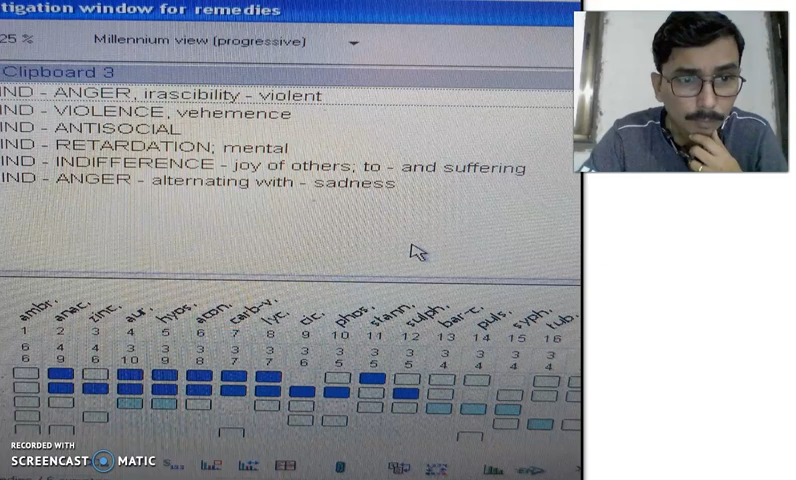 tigation window for remedies
25 % Millennium view (progressive)
Clipboard 3
IND - ANGER, irascibility - violent
IND - VIOLENCE, vehemence
IND - ANTISOCIAL
IND - RETARDATION; mental
IND - INDIFFERENCE - joy of others; to - and suffering
IND - ANGER - alternating with - sadness
ambr. anac. zinc. aur. hyos. acon. carb-v. lyc. cic. phos. stann. sulph. bar-c. puls. syph. tub.
1 2 3 4 5 6 7 8 9 10 11 12 13 14 15 16
6 4 4 3 3 3 3 3 3 3 3 3 3 3 3 3
6 9 6 10 9 8 7 7 6 5 5 5 4 4 4 4
RECORDED WITH
SCREENCAST MATIC